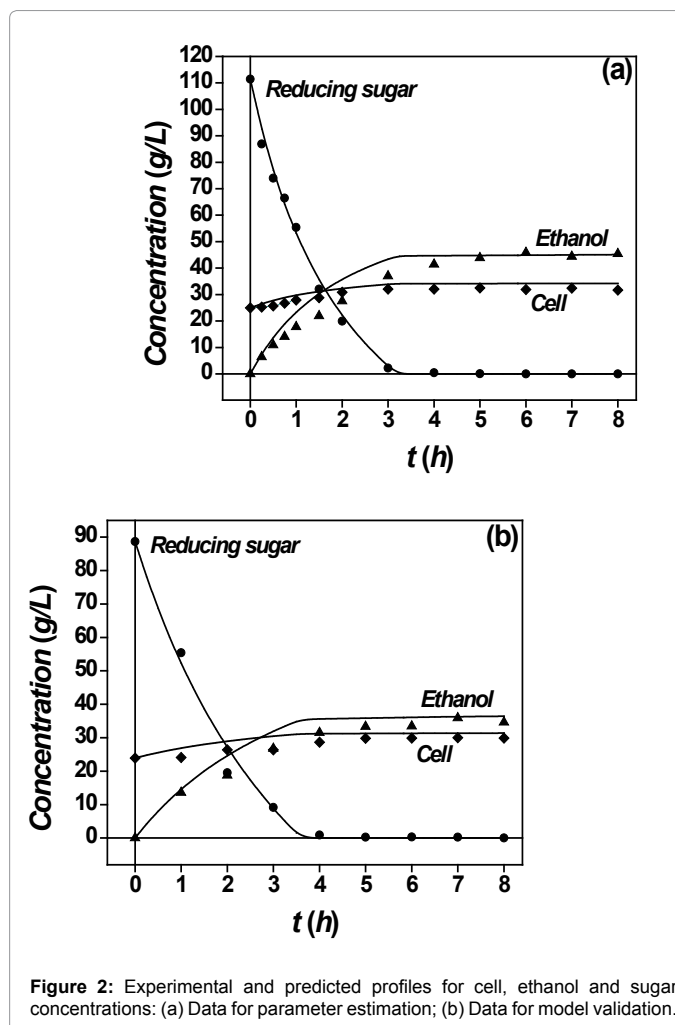 (a)
Reducing sugar
Ethanol
Cell
Concentration (g/L)
120
110
100
90
80
70
60
50
40
30
20
10
0
0 1 2 3 4 5 6 7 8
t (h)
(b)
Reducing sugar
Ethanol
Cell
Concentration (g/L)
90
80
70
60
50
40
30
20
10
0
0 1 2 3 4 5 6 7 8
t (h)
Figure 2: Experimental and predicted profiles for cell, ethanol and sugar
concentrations: (a) Data for parameter estimation; (b) Data for model validation.